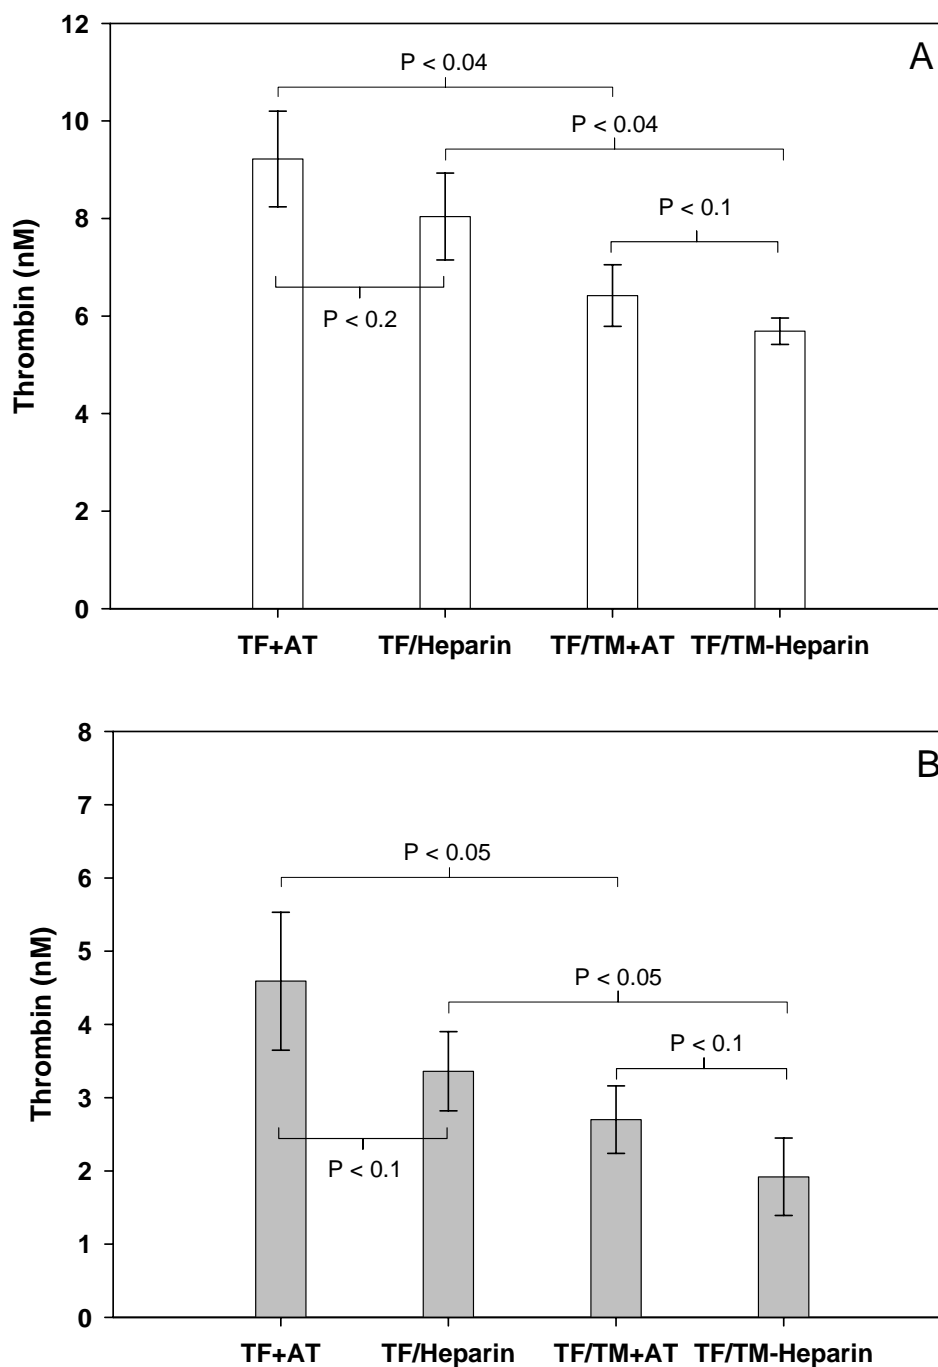 A
12
P < 0.04
10
P < 0.04
8
P < 0.1
6
P < 0.2
4
2
0
Thrombin (nM)
TF+AT TF/Heparin TF/TM+AT TF/TM-Heparin
B
8
7
6
P < 0.05
5
P < 0.05
4
P < 0.1
3
2
P < 0.1
1
0
Thrombin (nM)
TF+AT TF/Heparin TF/TM+AT TF/TM-Heparin